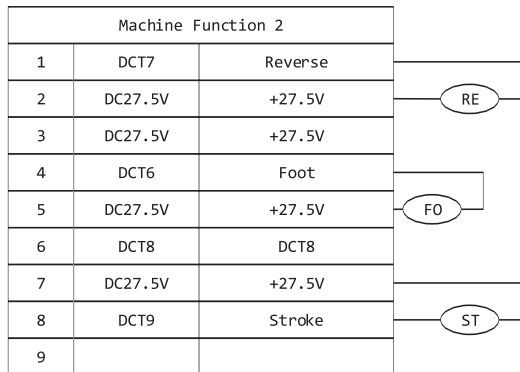 Machine Function 2
1 DCT7 Reverse
2 DC27.5V +27.5V RE
3 DC27.5V +27.5V
4 DCT6 Foot
5 DC27.5V +27.5V FO
6 DCT8 DCT8
7 DC27.5V +27.5V
8 DCT9 Stroke ST
9